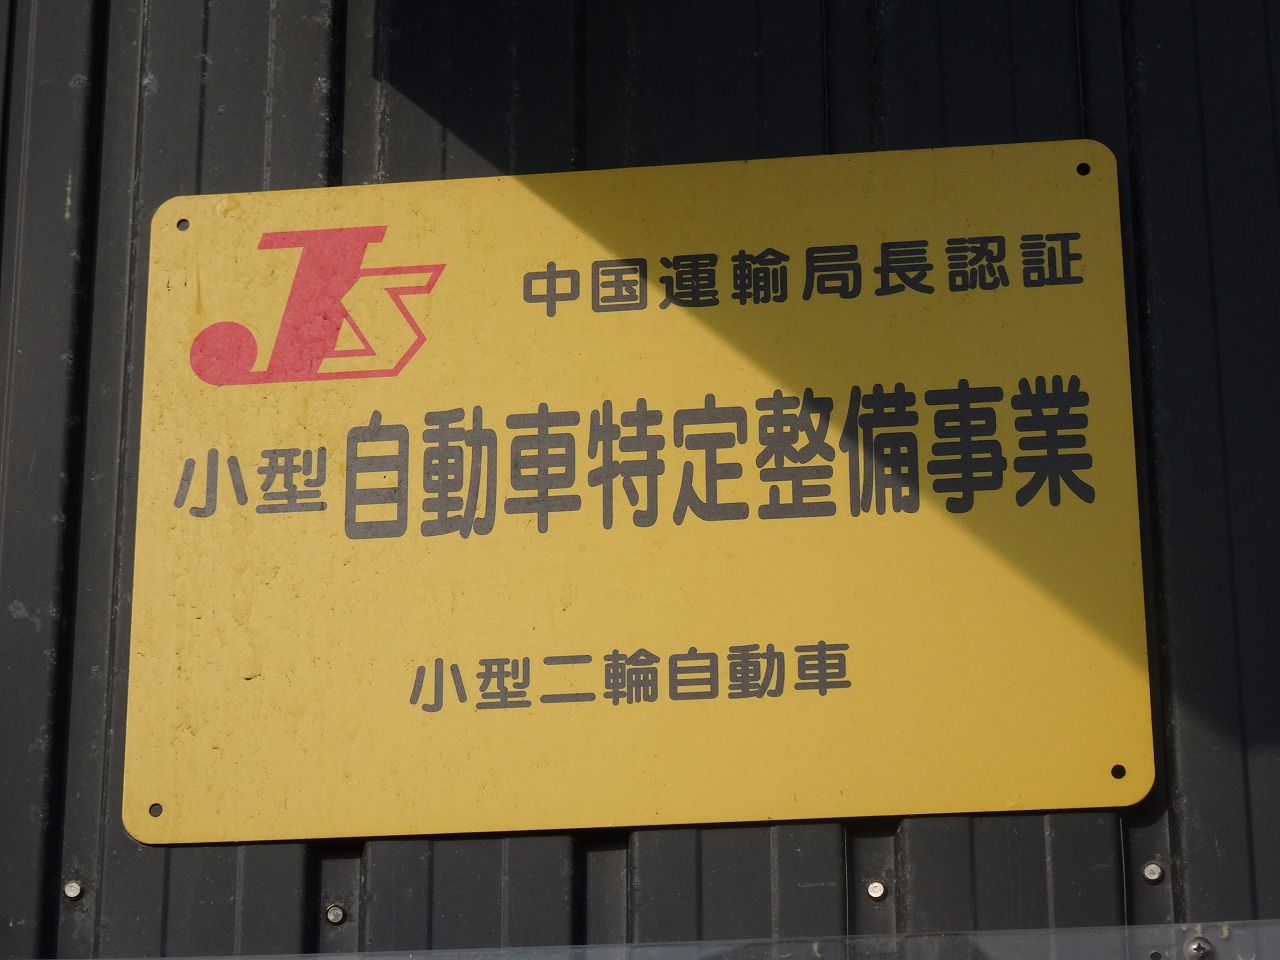 JS
中国運輸局長認証
小型自動車特定整備事業
小型二輪自動車